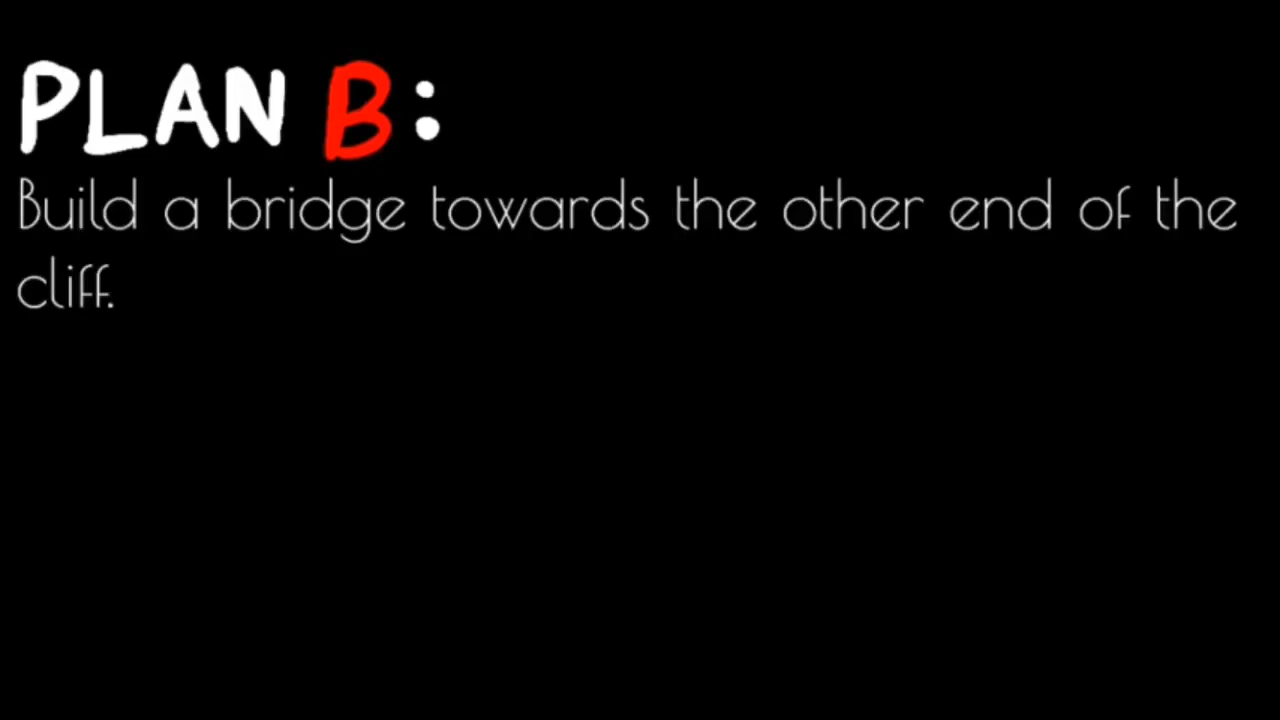 PLAN B:
Build a bridge towards the other end of the
cliff.